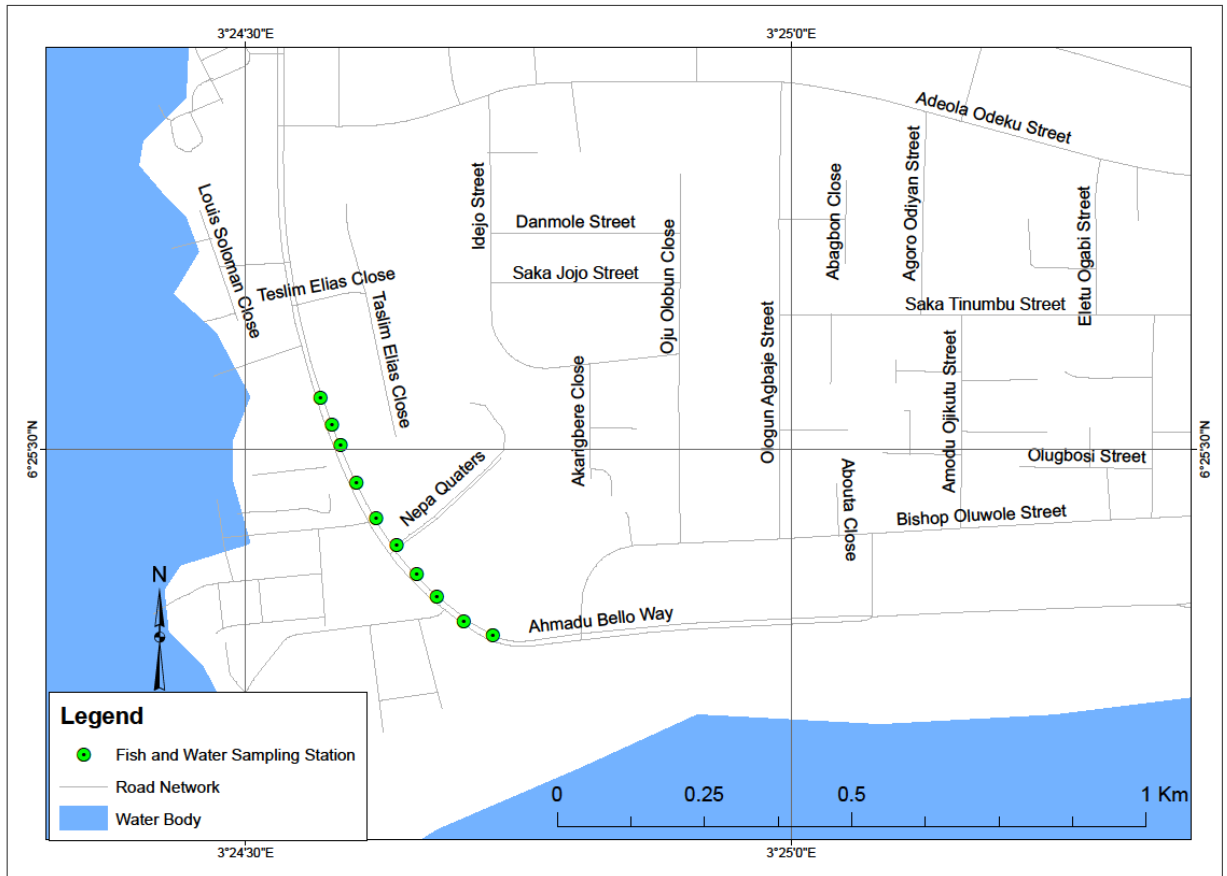 3°24'30"E
3°25'0"E
Adeola Odeku Street
Louis Soloman Close
Idejo Street
Danmole Street
Saka Jojo Street
Oju Olobun Close
Abagbon Close
Agoro Odiyan Street
Eletu Ogabi Street
Teslim Elias Close
Taslim Elias Close
Saka Tinumbu Street
Ologun Agbaje Street
Akarigbere Close
Amodu Ojikutu Street
6°25'30"N
6°25'30"N
Nepa Quaters
Olugbosi Street
Abouta Close
Bishop Oluwole Street
N
Ahmadu Bello Way
Legend
Fish and Water Sampling Station
Road Network
Water Body
0
0.25
0.5
1 Km
3°24'30"E
3°25'0"E